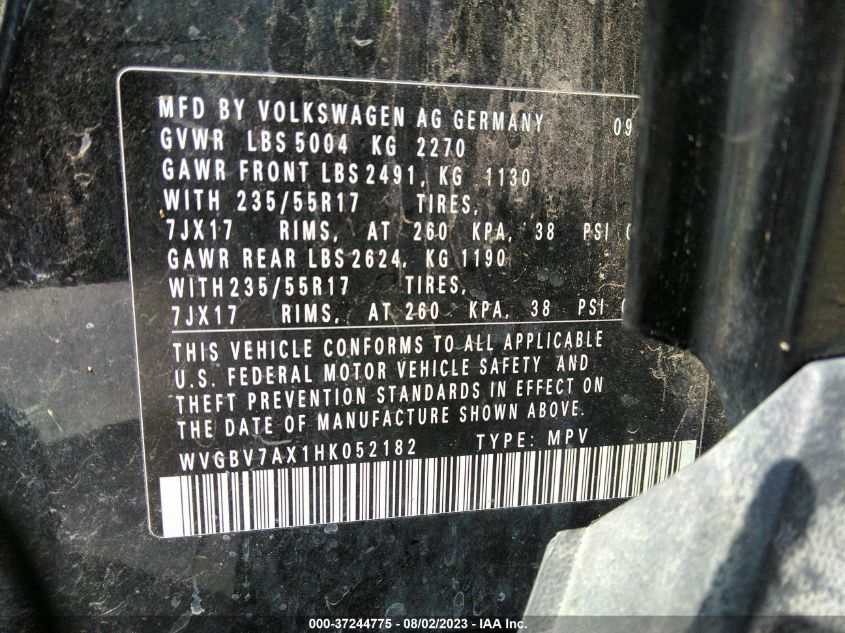 MFD BY VOLKSWAGEN AG GERMANY 09
GVWR LBS 5004 KG 2270
GAWR FRONT LBS 2491, KG 1130
WITH 235/55R17 TIRES,
7JX17 RIMS, AT 260 KPA, 38 PSI
GAWR REAR LBS 2624, KG 1190
WITH 235/55R17 TIRES,
7JX17 RIMS, AT 260 KPA, 38 PSI
THIS VEHICLE CONFORMS TO ALL APPLICABLE
U.S. FEDERAL MOTOR VEHICLE SAFETY AND
THEFT PREVENTION STANDARDS IN EFFECT ON
THE DATE OF MANUFACTURE SHOWN ABOVE.
WVGBV7AX1HK052182 TYPE: MPV
000-37244775 - 08/02/2023 - IAA Inc.